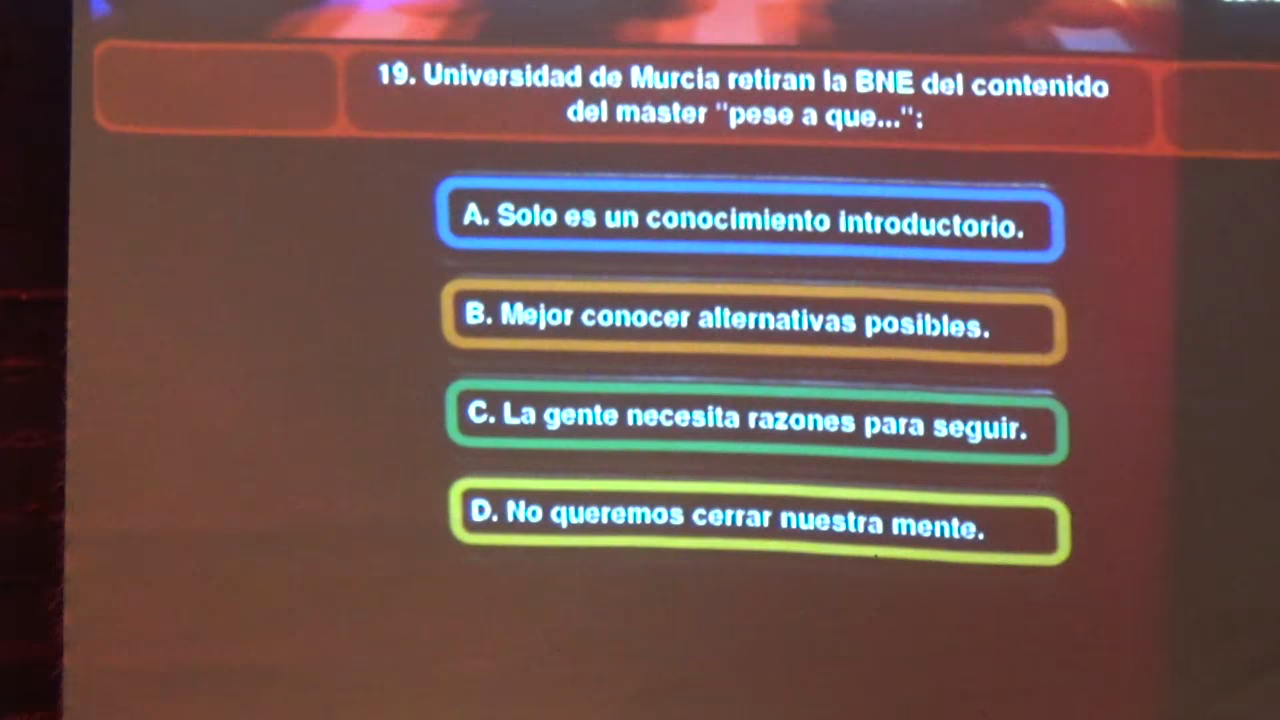 19. Universidad de Murcia retiran la BNE del contenido
del master "pese a que...":
A. Solo es un conocimiento introductorio.
B. Mejor conocer alternativas posibles.
C. La gente necesita razones para seguir.
D. No queremos cerrar nuestra mente.